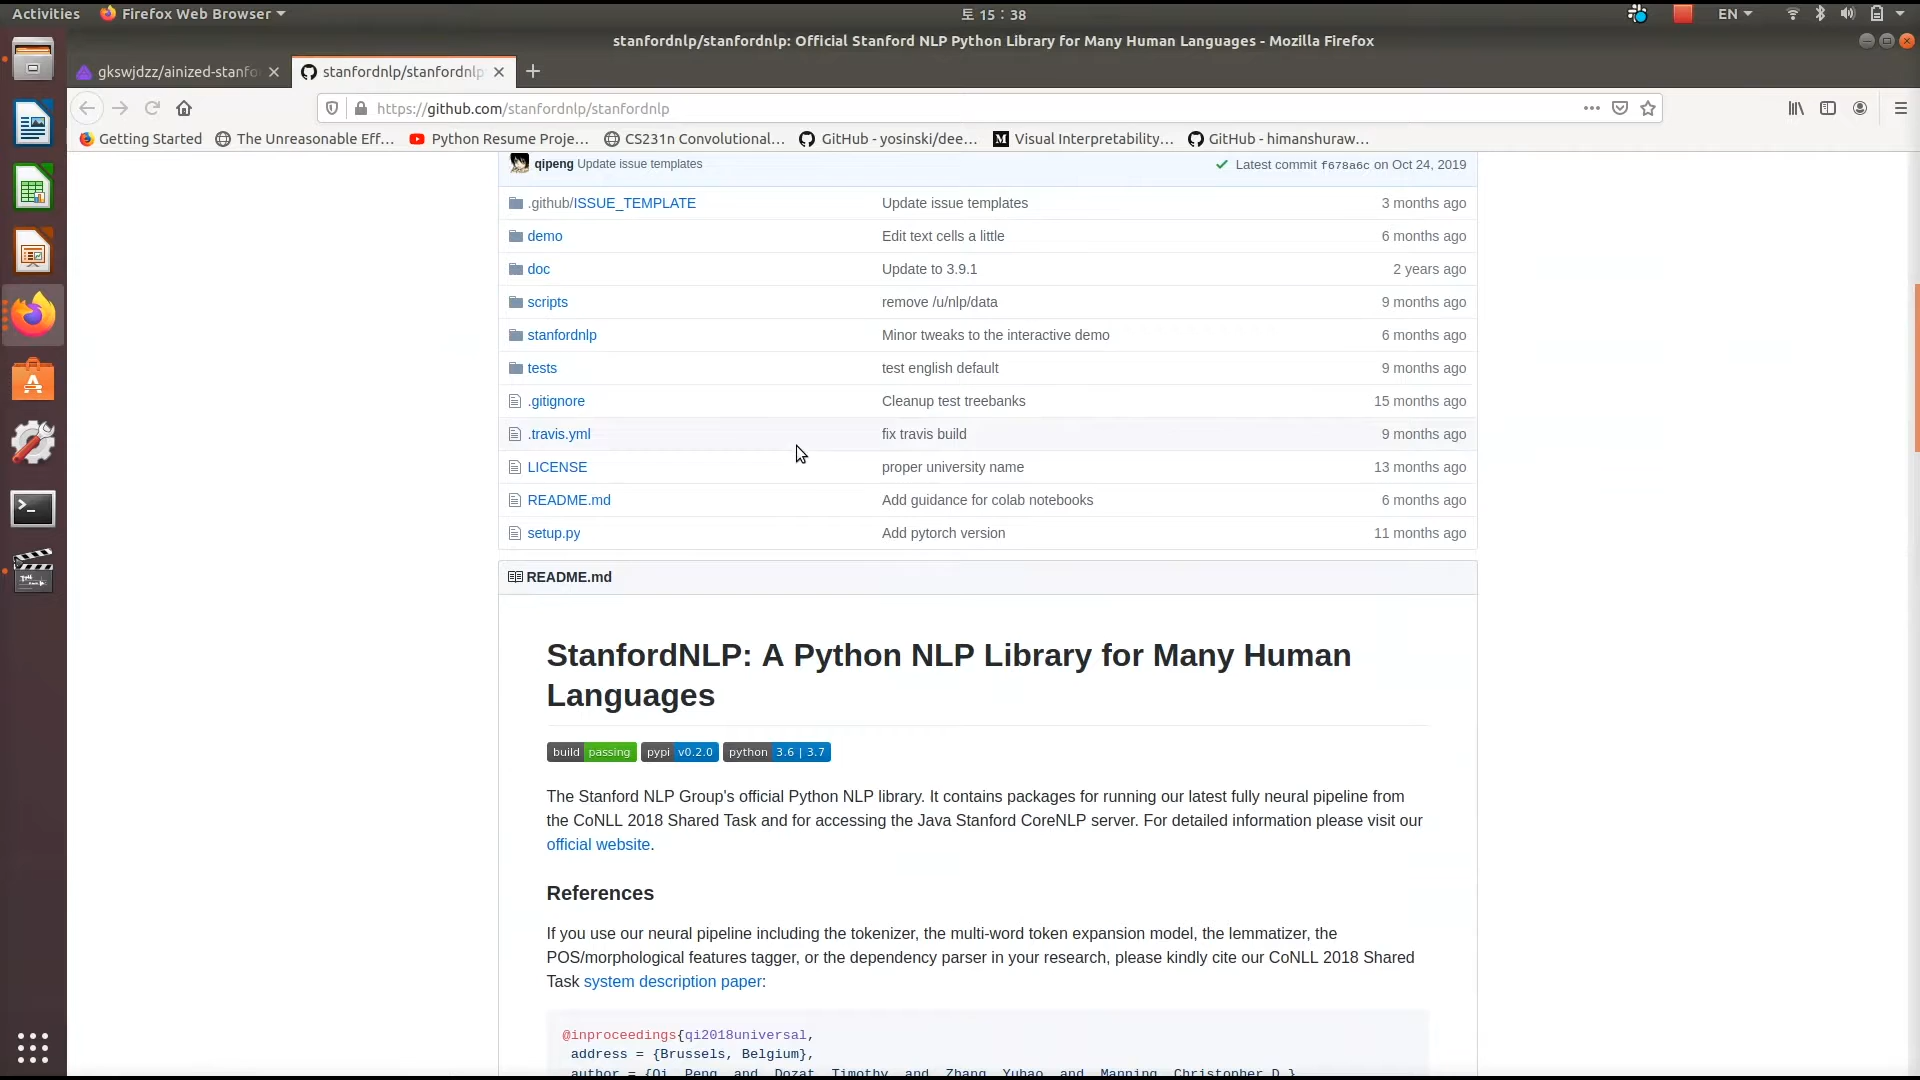 Activities
Firefox Web Browser
토 15 : 38
EN
stanfordnlp/stanfordnlp: Official Stanford NLP Python Library for Many Human Languages - Mozilla Firefox
gkswjdzz/ainized-stanfo
stanfordnlp/stanfordnlp
https://github.com/stanfordnlp/stanfordnlp
Getting Started
The Unreasonable Eff...
Python Resume Proje...
CS231n Convolutional...
GitHub - yosinski/dee...
Visual Interpretability...
GitHub - himanshuraw...
qipeng Update issue templates
Latest commit f678a6c on Oct 24, 2019
.github/ISSUE_TEMPLATE Update issue templates 3 months ago
demo Edit text cells a little 6 months ago
doc Update to 3.9.1 2 years ago
scripts remove /u/nlp/data 9 months ago
stanfordnlp Minor tweaks to the interactive demo 6 months ago
tests test english default 9 months ago
.gitignore Cleanup test treebanks 15 months ago
.travis.yml fix travis build 9 months ago
LICENSE proper university name 13 months ago
README.md Add guidance for colab notebooks 6 months ago
setup.py Add pytorch version 11 months ago
README.md
StanfordNLP: A Python NLP Library for Many Human
Languages
build passing pypi v0.2.0 python 3.6 | 3.7
The Stanford NLP Group's official Python NLP library. It contains packages for running our latest fully neural pipeline from
the CoNLL 2018 Shared Task and for accessing the Java Stanford CoreNLP server. For detailed information please visit our
official website.
References
If you use our neural pipeline including the tokenizer, the multi-word token expansion model, the lemmatizer, the
POS/morphological features tagger, or the dependency parser in your research, please kindly cite our CoNLL 2018 Shared
Task system description paper:
@inproceedings{qi2018universal,
address = {Brussels, Belgium},
author = {Qi, Peng and Dozat, Timothy and Zhang, Yuhao and Manning, Christopher D.}